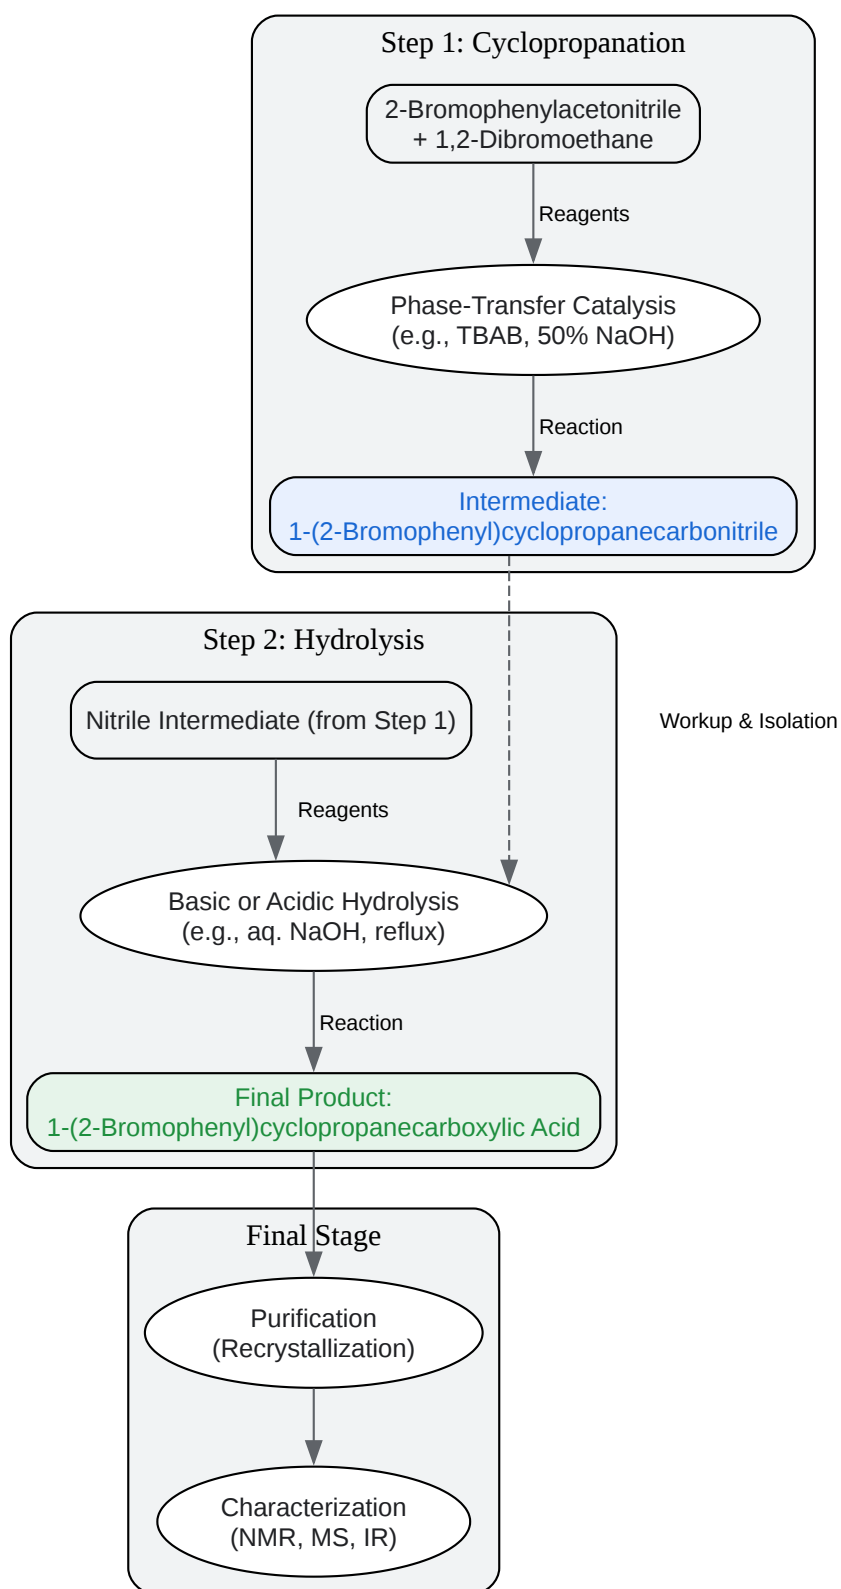 Step 1: Cyclopropanation
2-Bromophenylacetonitrile
+ 1,2-Dibromoethane
Reagents
Phase-Transfer Catalysis
(e.g., TBAB, 50% NaOH)
Reaction
Intermediate:
1-(2-Bromophenyl)cyclopropanecarbonitrile
Step 2: Hydrolysis
Nitrile Intermediate (from Step 1)
Workup & Isolation
Reagents
Basic or Acidic Hydrolysis
(e.g., aq. NaOH, reflux)
Reaction
Final Product:
1-(2-Bromophenyl)cyclopropanecarboxylic Acid
Final Stage
Purification
(Recrystallization)
Characterization
(NMR, MS, IR)